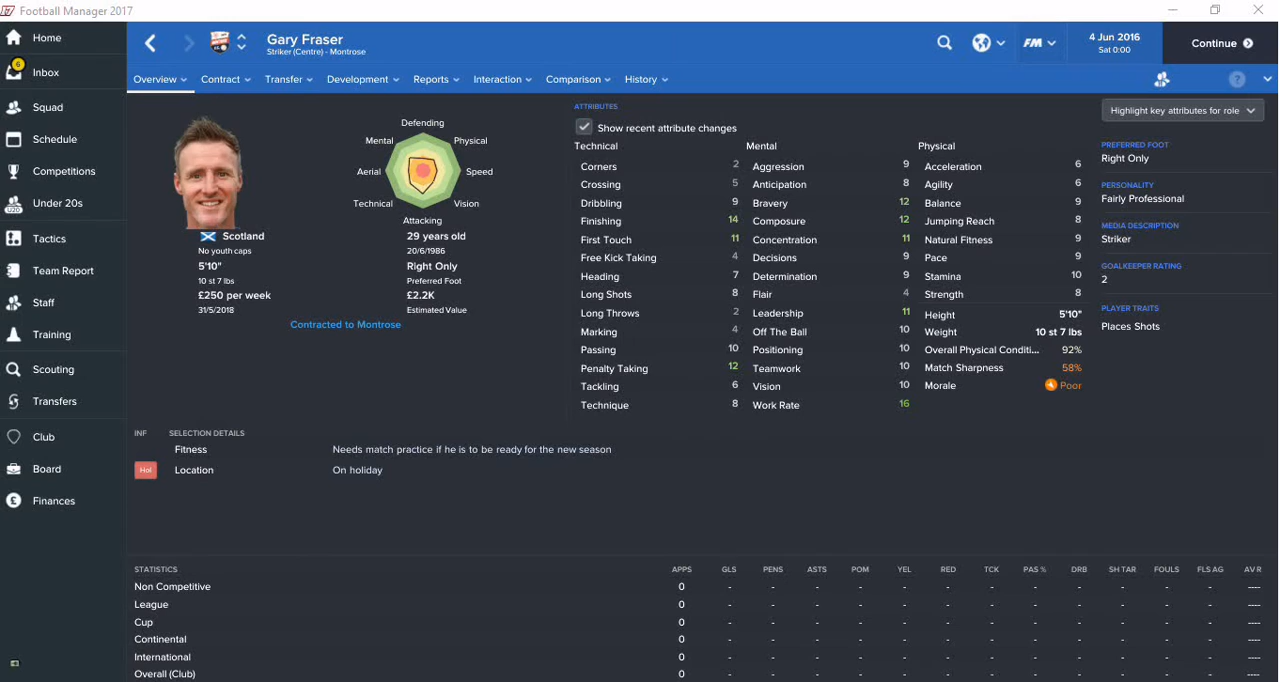 Football Manager 2017
Home
Inbox
6
Squad
Schedule
Competitions
Under 20s
U20
Tactics
Team Report
Staff
Training
Scouting
Transfers
Club
Board
Finances
Gary Fraser
Striker (Centre) - Montrose
FM
4 Jun 2016
Sat 0:00
Continue
Overview Contract Transfer Development Reports Interaction Comparison History
?
Scotland
No youth caps
5'10"
10 st 7 lbs
£250 per week
31/5/2018
Defending
Mental Physical
Aerial Speed
Technical Vision
Attacking
29 years old
20/6/1986
Right Only
Preferred Foot
£2.2K
Estimated Value
Contracted to Montrose
ATTRIBUTES
Show recent attribute changes
Technical
Corners 2
Crossing 5
Dribbling 9
Finishing 14
First Touch 11
Free Kick Taking 4
Heading 7
Long Shots 8
Long Throws 2
Marking 4
Passing 10
Penalty Taking 12
Tackling 6
Technique 8
Mental
Aggression 9
Anticipation 8
Bravery 12
Composure 12
Concentration 11
Decisions 9
Determination 9
Flair 4
Leadership 11
Off The Ball 10
Positioning 10
Teamwork 10
Vision 10
Work Rate 16
Physical
Acceleration 6
Agility 6
Balance 9
Jumping Reach 8
Natural Fitness 9
Pace 9
Stamina 10
Strength 8
Height 5'10"
Weight 10 st 7 lbs
Overall Physical Conditi... 92%
Match Sharpness 58%
Morale Poor
Highlight key attributes for role
PREFERRED FOOT
Right Only
PERSONALITY
Fairly Professional
MEDIA DESCRIPTION
Striker
GOALKEEPER RATING
2
PLAYER TRAITS
Places Shots
INF SELECTION DETAILS
Fitness Needs match practice if he is to be ready for the new season
Hol Location On holiday
STATISTICS APPS GLS PENS ASTS POM YEL RED TCK PAS % DRB SH TAR FOULS FLS AG AV R
Non Competitive 0 - - - - - - - - - - - - ----
League 0 - - - - - - - - - - - - ----
Cup 0 - - - - - - - - - - - - ----
Continental 0 - - - - - - - - - - - - ----
International 0 - - - - - - - - - - - - ----
Overall (Club) 0 - - - - - - - - - - - - ----